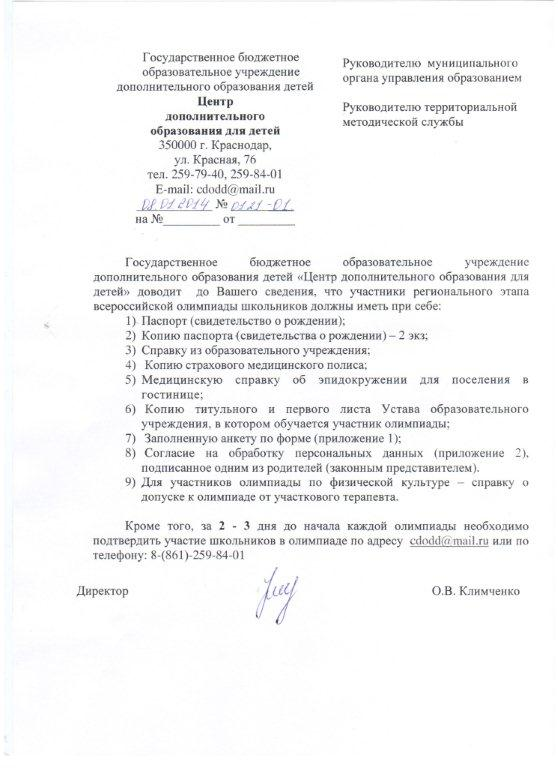 Государственное бюджетное
образовательное учреждение
дополнительного образования детей
Центр
дополнительного
образования для детей
350000 г. Краснодар,
ул. Красная, 76
тел. 259-79-40, 259-84-01
E-mail: cdodd@mail.ru
08.01.2014 № 0121-01
на №_________ от _________
Руководителю муниципального
органа управления образованием
Руководителю территориальной
методической службы
Государственное бюджетное образовательное учреждение
дополнительного образования детей «Центр дополнительного образования для
детей» доводит до Вашего сведения, что участники регионального этапа
всероссийской олимпиады школьников должны иметь при себе:
1) Паспорт (свидетельство о рождении);
2) Копию паспорта (свидетельства о рождении) – 2 экз;
3) Справку из образовательного учреждения;
4) Копию страхового медицинского полиса;
5) Медицинскую справку об эпидокружении для поселения в
гостинице;
6) Копию титульного и первого листа Устава образовательного
учреждения, в котором обучается участник олимпиады;
7) Заполненную анкету по форме (приложение 1);
8) Согласие на обработку персональных данных (приложение 2),
подписанное одним из родителей (законным представителем).
9) Для участников олимпиады по физической культуре – справку о
допуске к олимпиаде от участкового терапевта.
Кроме того, за 2 - 3 дня до начала каждой олимпиады необходимо
подтвердить участие школьников в олимпиаде по адресу cdodd@mail.ru или по
телефону: 8-(861)-259-84-01
Директор О.В. Климченко